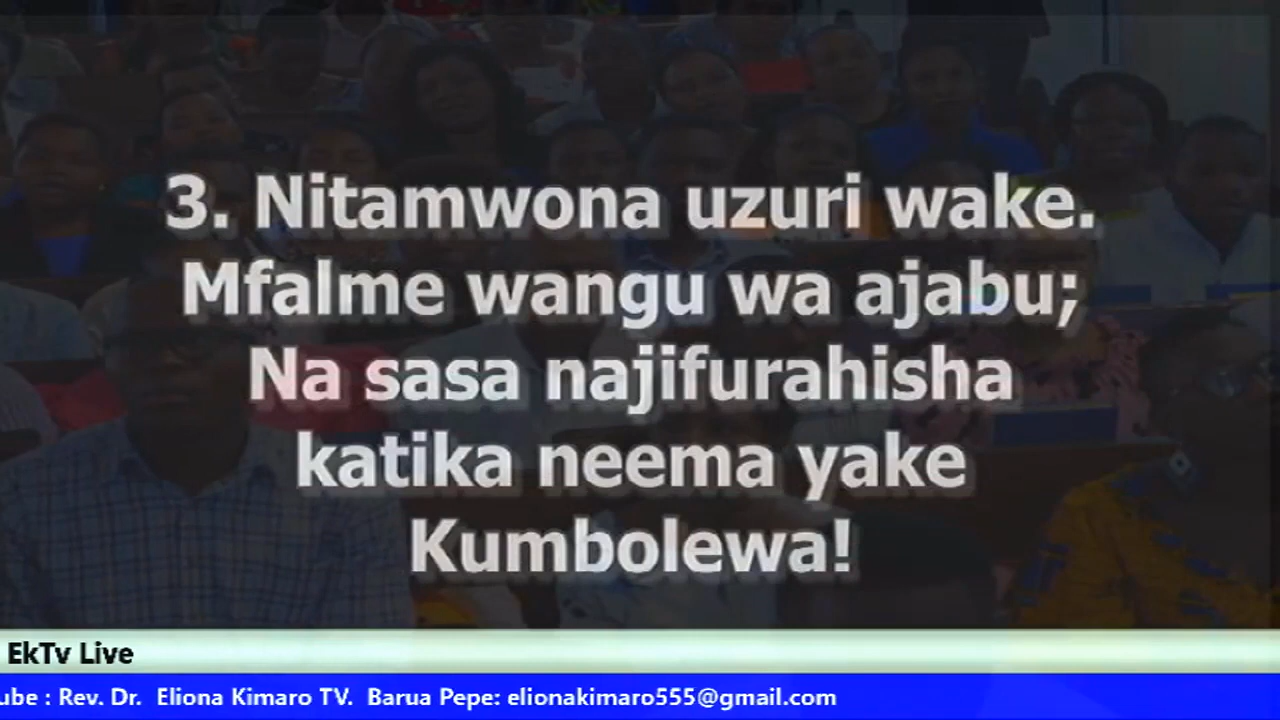 3. Nitamwona uzuri wake.
Mfalme wangu wa ajabu;
Na sasa najifurahisha
katika neema yake
Kumbolewa!
EkTv Live
ube : Rev. Dr. Eliona Kimaro TV. Barua Pepe: elionakimaro555@gmail.com